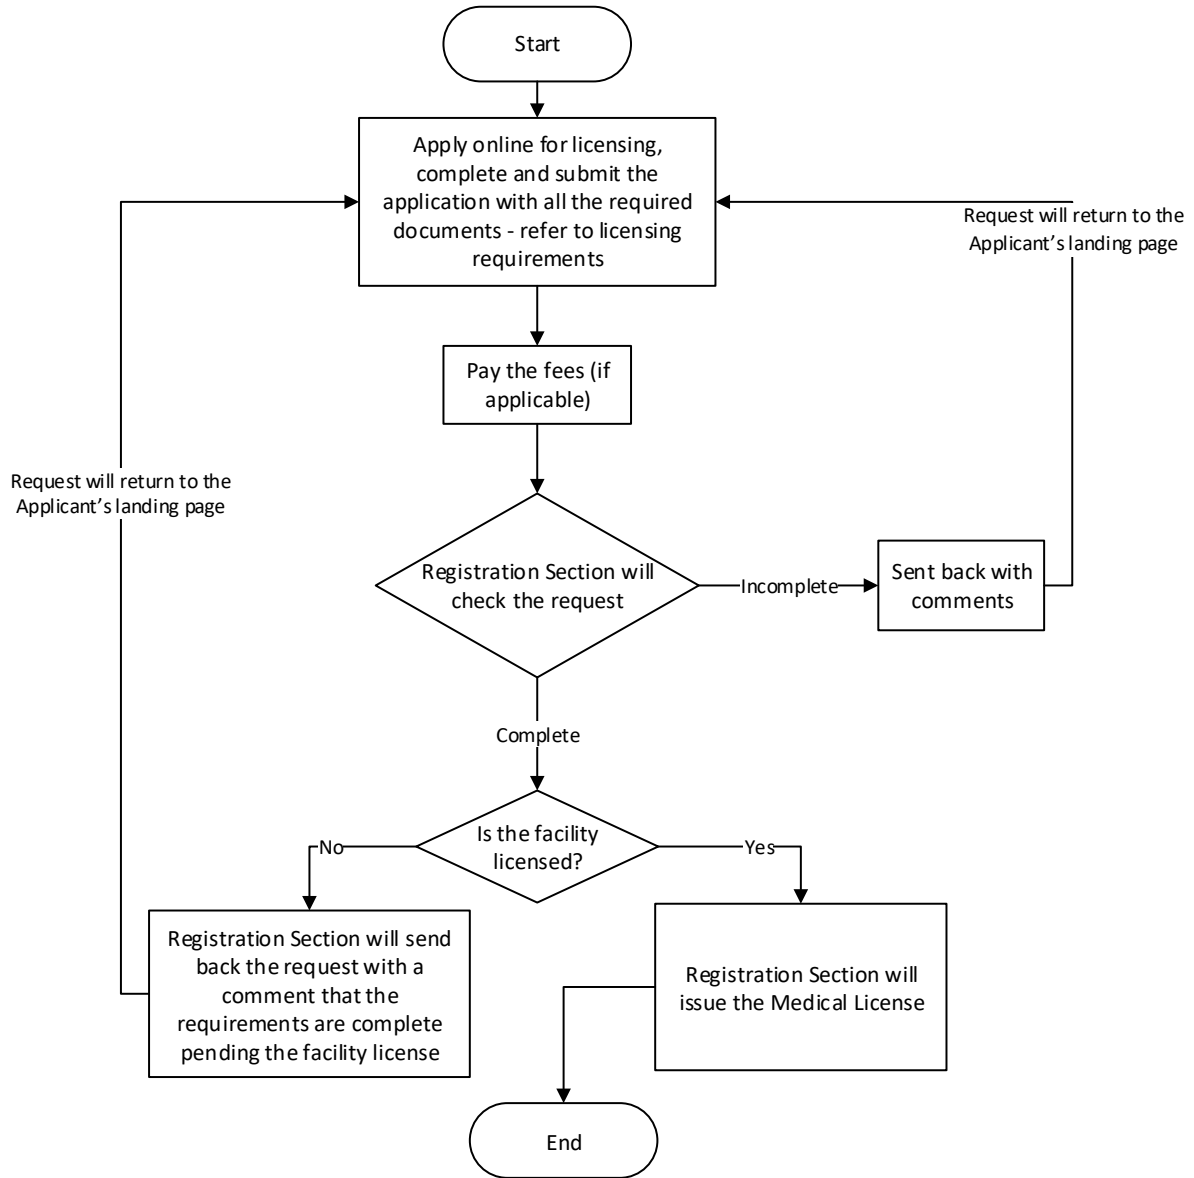 Start
Apply online for licensing,
complete and submit the
application with all the required
documents - refer to licensing
requirements
Request will return to the
Applicant's landing page
Pay the fees (if
applicable)
Request will return to the
Applicant's landing page
Registration Section will
check the request
Incomplete
Sent back with
comments
Complete
Is the facility
licensed?
No
Yes
Registration Section will send
back the request with a
comment that the
requirements are complete
pending the facility license
Registration Section will
issue the Medical License
End